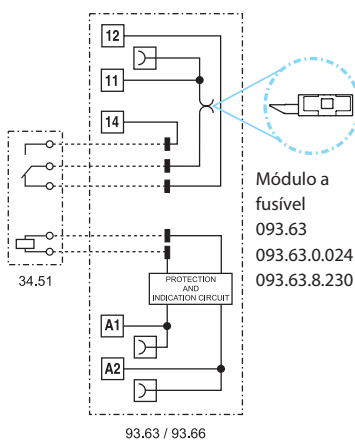 12
11
14
Módulo a
fusível
093.63
093.63.0.024
093.63.8.230
34.51
PROTECTION
AND
INDICATION CIRCUIT
A1
A2
93.63 / 93.66